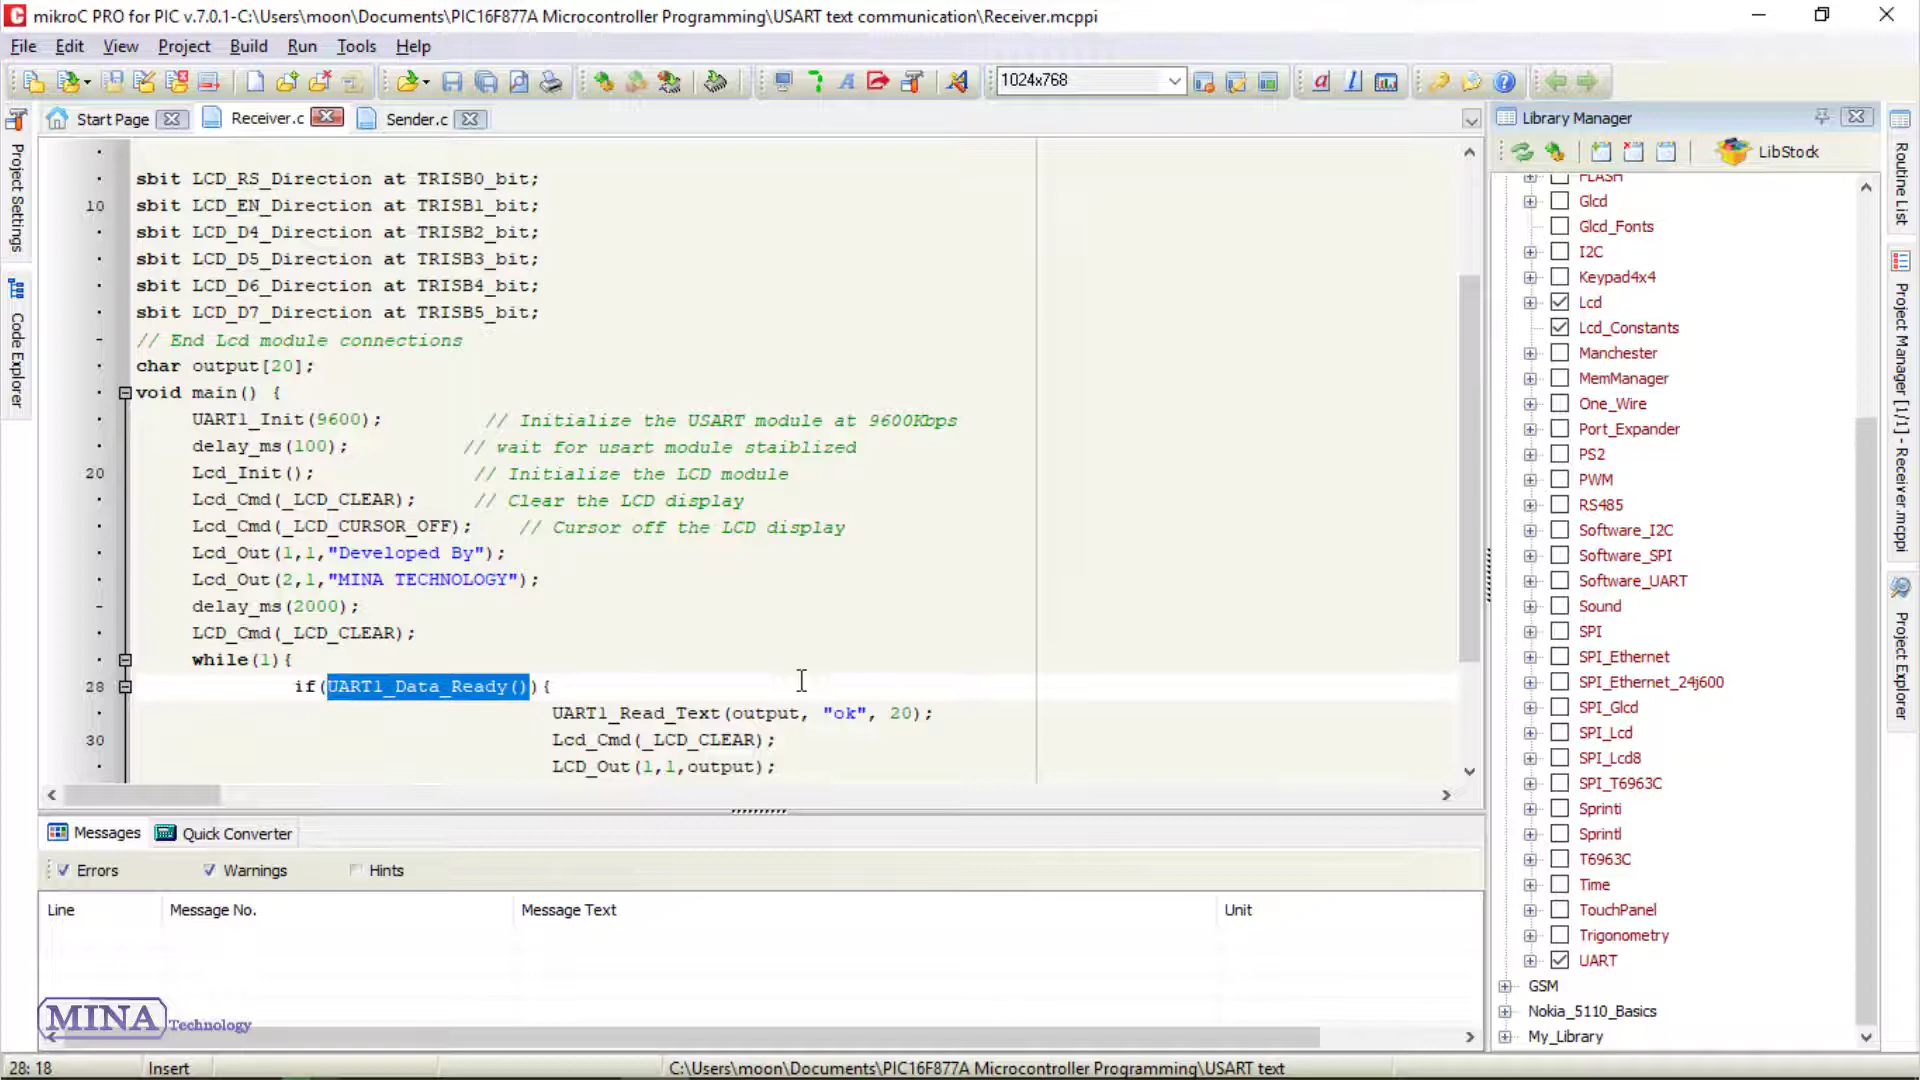 mikroC PRO for PIC v.7.0.1-C:\Users\moon\Documents\PIC16F877A Microcontroller Programming\USART text communication\Receiver.mcppi
File Edit View Project Build Run Tools Help
1024x768
Start Page Receiver.c Sender.c
Project Settings
Code Explorer
sbit LCD_RS_Direction at TRISB0_bit;
10 sbit LCD_EN_Direction at TRISB1_bit;
sbit LCD_D4_Direction at TRISB2_bit;
sbit LCD_D5_Direction at TRISB3_bit;
sbit LCD_D6_Direction at TRISB4_bit;
sbit LCD_D7_Direction at TRISB5_bit;
// End Lcd module connections
char output[20];
void main() {
UART1_Init(9600); // Initialize the USART module at 9600Kbps
delay_ms(100); // wait for usart module staiblized
20 Lcd_Init(); // Initialize the LCD module
Lcd_Cmd(_LCD_CLEAR); // Clear the LCD display
Lcd_Cmd(_LCD_CURSOR_OFF); // Cursor off the LCD display
Lcd_Out(1,1,"Developed By");
Lcd_Out(2,1,"MINA TECHNOLOGY");
delay_ms(2000);
LCD_Cmd(_LCD_CLEAR);
while(1){
28 if(UART1_Data_Ready()){
UART1_Read_Text(output, "ok", 20);
30 Lcd_Cmd(_LCD_CLEAR);
LCD_Out(1,1,output);
Messages Quick Converter
Errors Warnings Hints
Line Message No. Message Text Unit
MINA Technology
28: 18 Insert C:\Users\moon\Documents\PIC16F877A Microcontroller Programming\USART text
Library Manager
LibStock
FLASH
Glcd
Glcd_Fonts
I2C
Keypad4x4
Lcd
Lcd_Constants
Manchester
MemManager
One_Wire
Port_Expander
PS2
PWM
RS485
Software_I2C
Software_SPI
Software_UART
Sound
SPI
SPI_Ethernet
SPI_Ethernet_24j600
SPI_Glcd
SPI_Lcd
SPI_Lcd8
SPI_T6963C
Sprinti
Sprintl
T6963C
Time
TouchPanel
Trigonometry
UART
GSM
Nokia_5110_Basics
My_Library
Routine List
Project Manager [1/1] - Receiver.mcppi
Project Explorer